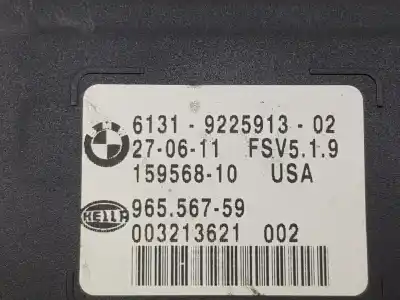 6131 - 9225913 - 02
27-06-11 FSV5.1.9
159568-10 USA
HELLA 965.567-59
003213621 002